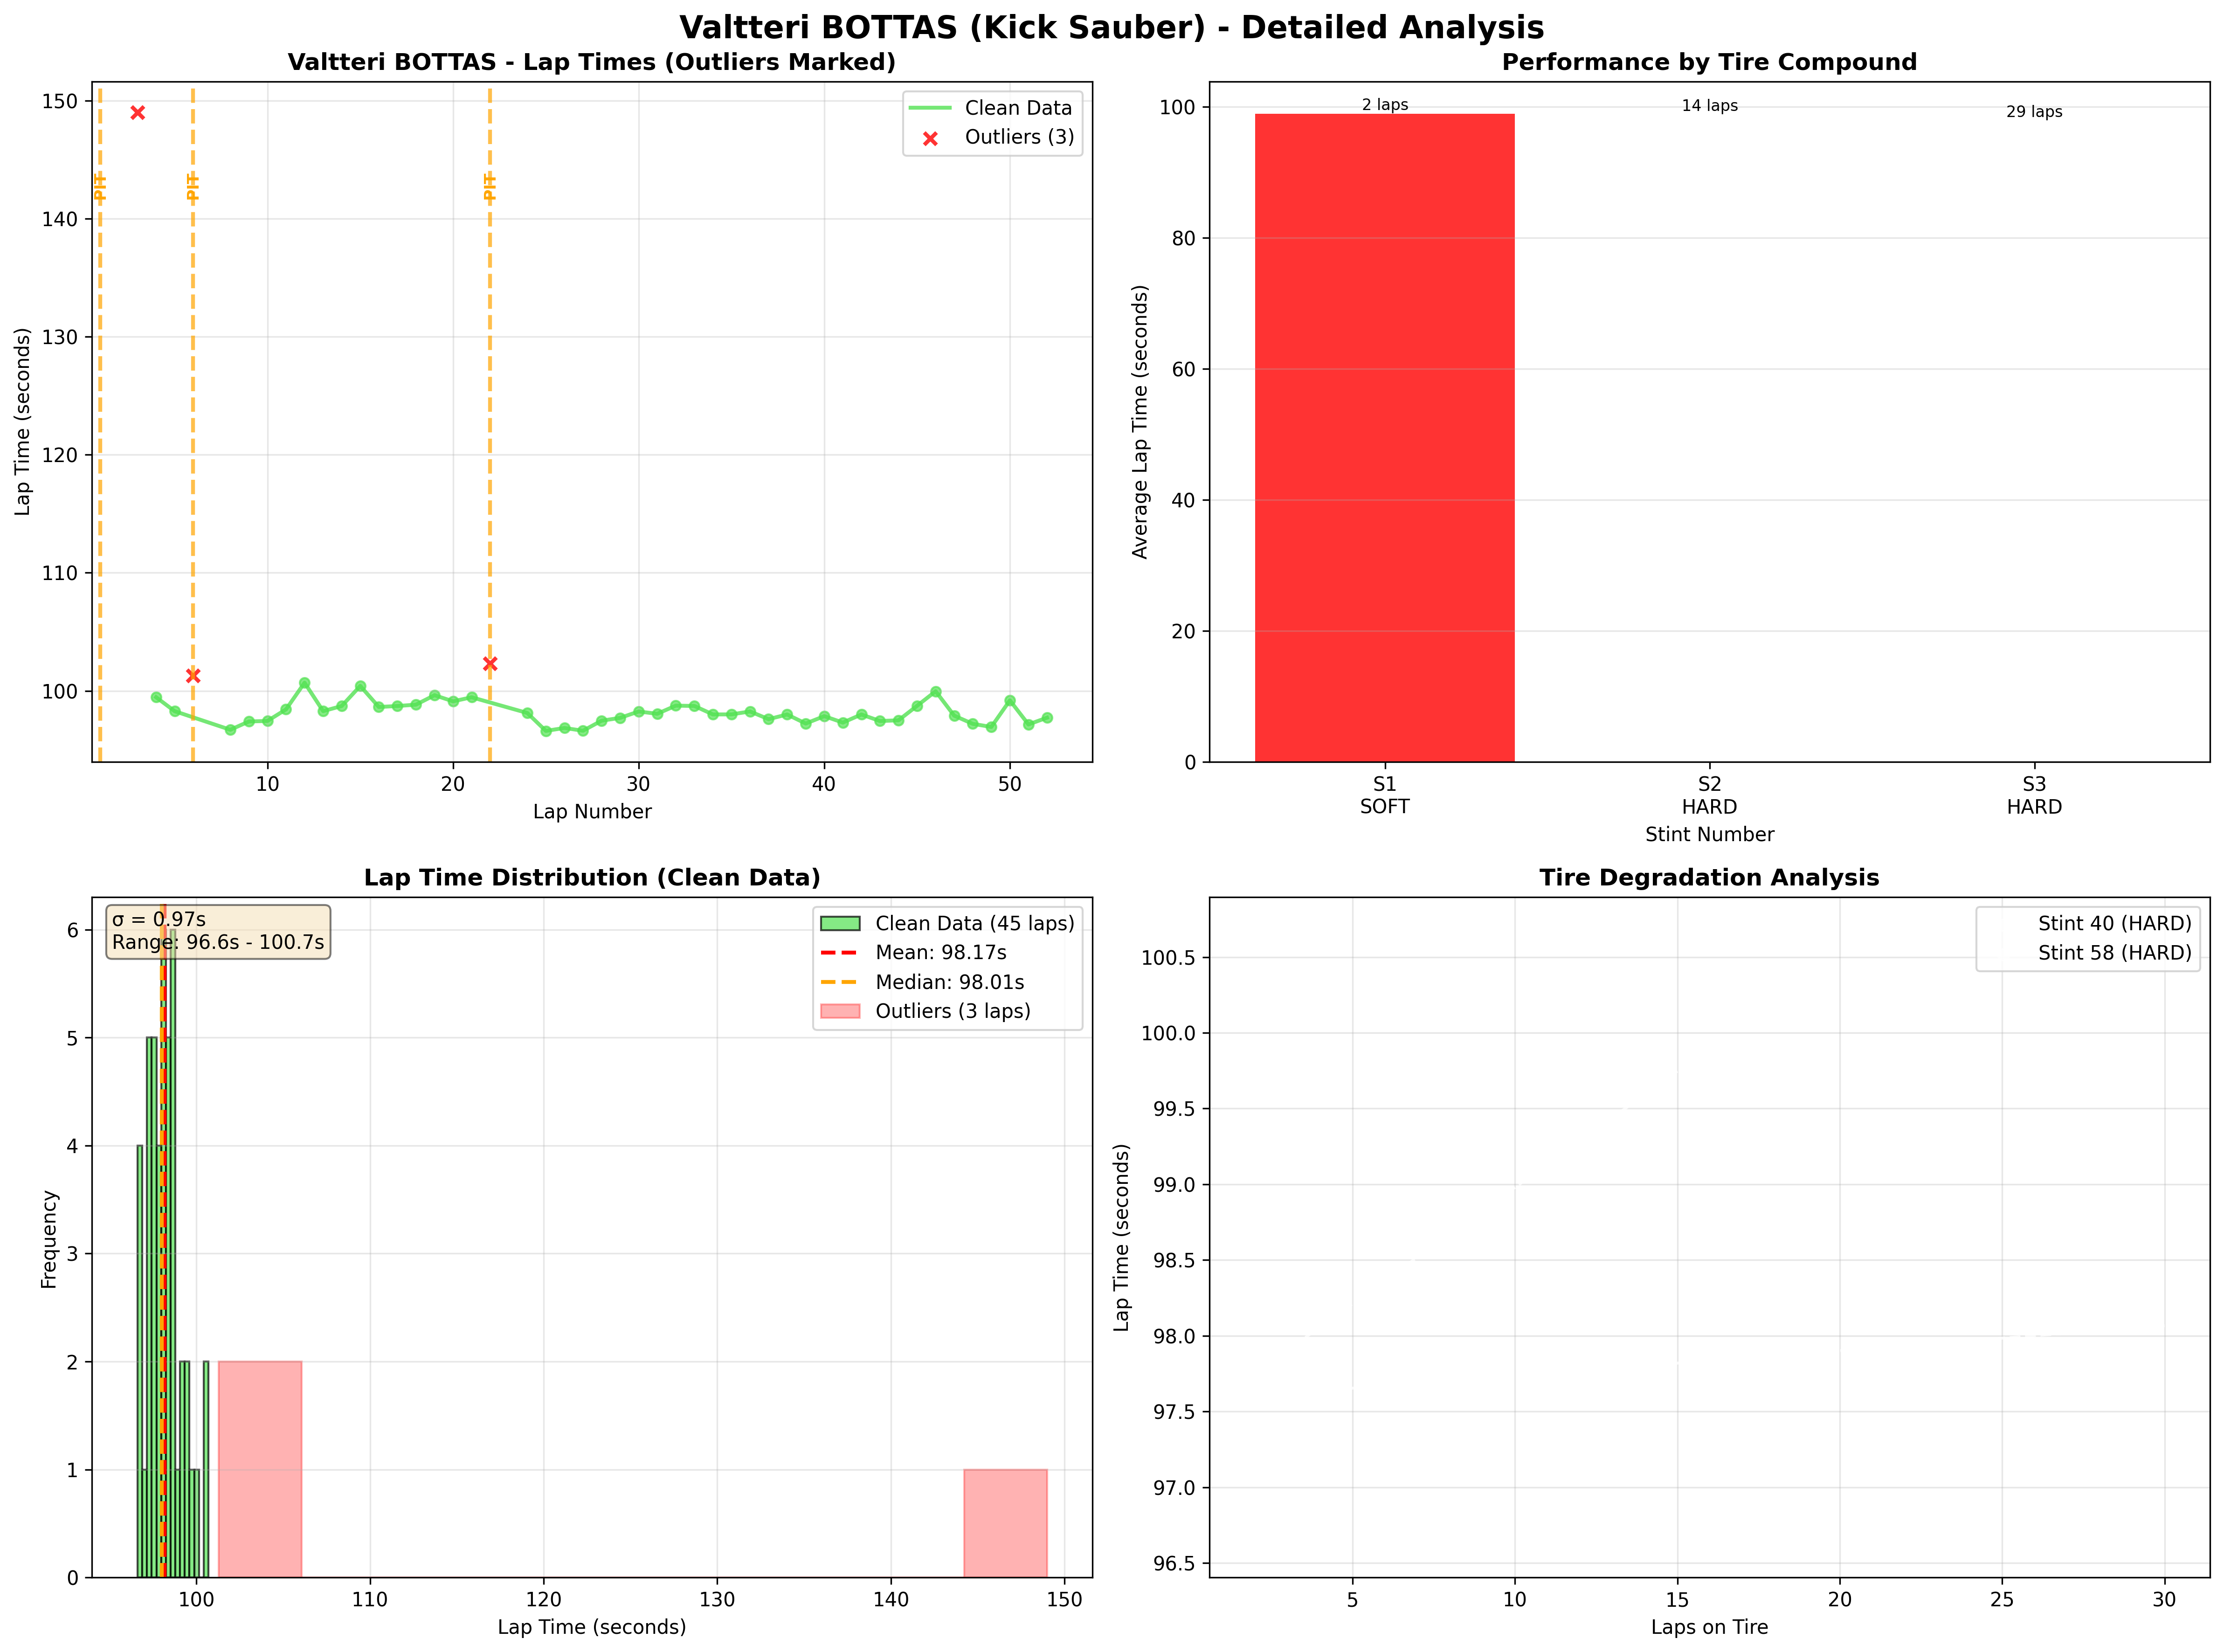 Valtteri BOTTAS (Kick Sauber) - Detailed Analysis
Valtteri BOTTAS - Lap Times (Outliers Marked)
150
140
130
120
110
100
Lap Time (seconds)
PIT
PIT
PIT
Clean Data
Outliers (3)
10
20
30
40
50
Lap Number
Performance by Tire Compound
100
80
60
40
20
0
Average Lap Time (seconds)
2 laps
14 laps
29 laps
S1
SOFT
S2
HARD
S3
HARD
Stint Number
Lap Time Distribution (Clean Data)
6
5
4
3
2
1
0
Frequency
σ = 0.97s
Range: 96.6s - 100.7s
Clean Data (45 laps)
Mean: 98.17s
Median: 98.01s
Outliers (3 laps)
100
110
120
130
140
150
Lap Time (seconds)
Tire Degradation Analysis
100.5
100.0
99.5
99.0
98.5
98.0
97.5
97.0
96.5
Lap Time (seconds)
Stint 40 (HARD)
Stint 58 (HARD)
5
10
15
20
25
30
Laps on Tire